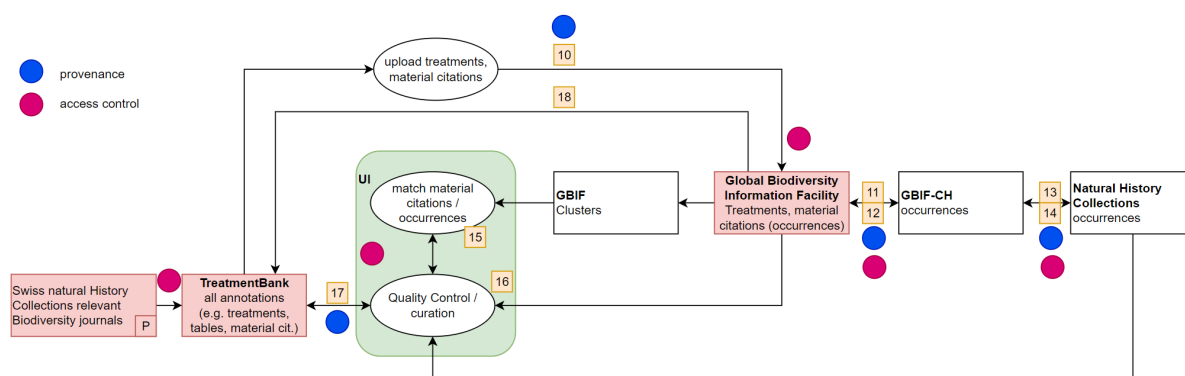 provenance
access control
upload treatments,
material citations
10
18
UI
match material
citations /
occurrences
15
GBIF
Clusters
Global Biodiversity
Information Facility
Treatments, material
citations (occurrences)
11
12
GBIF-CH
occurrences
13
14
Natural History
Collections
occurrences
Swiss natural History
Collections relevant
Biodiversity journals
P
TreatmentBank
all annotations
(e.g. treatments,
tables, material cit.)
17
16
Quality Control /
curation